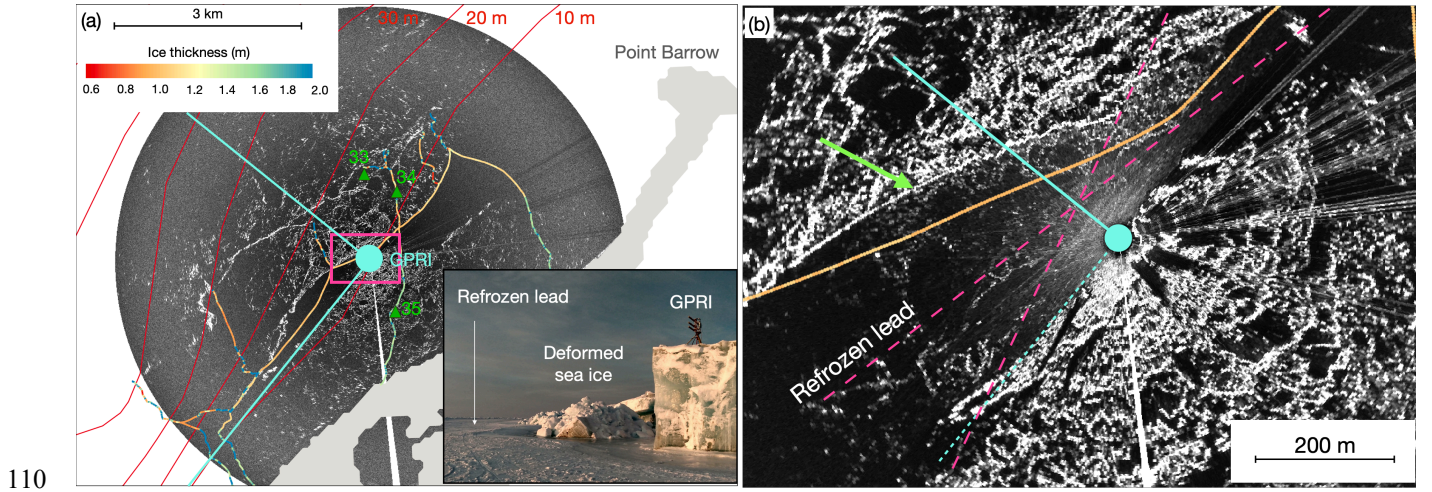 (a)
3 km
Ice thickness (m)
0.6 0.8 1.0 1.2 1.4 1.6 1.8 2.0
30 m
20 m
10 m
Point Barrow
33
34
GPRI
35
Refrozen lead
GPRI
Deformed
sea ice
(b)
Refrozen lead
200 m
110